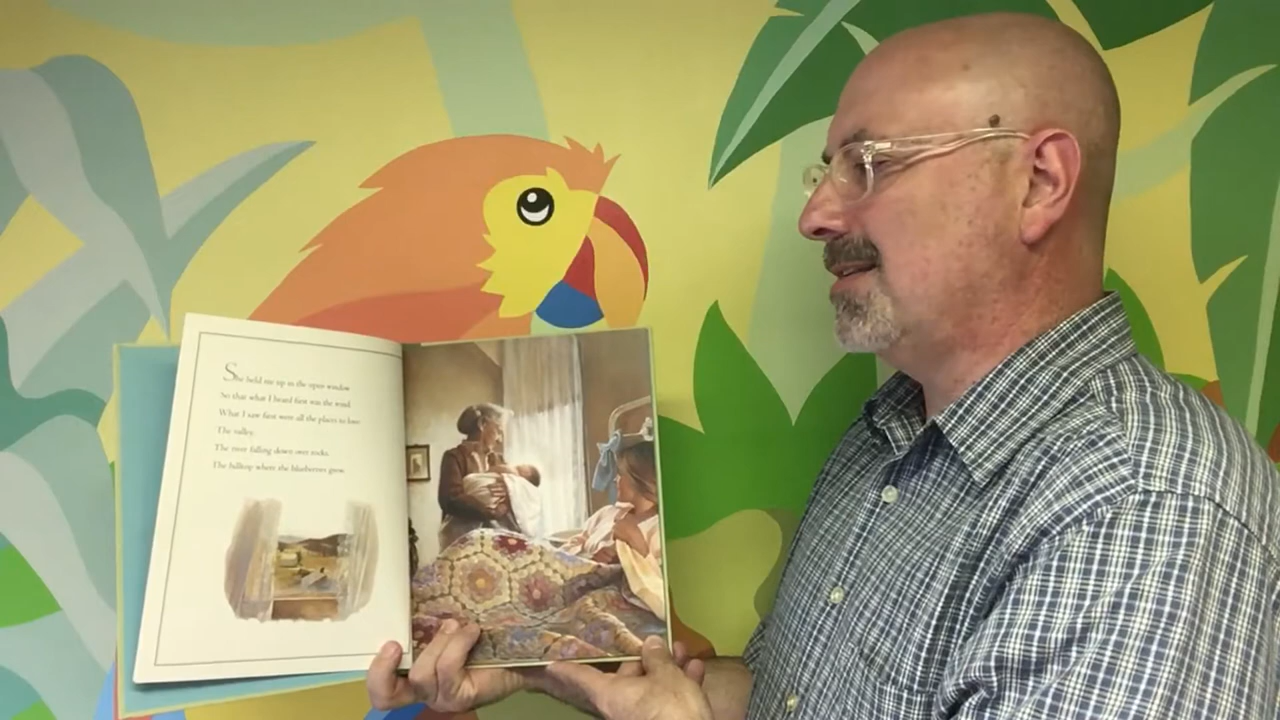 She held me up to the open window
So that what I heard first was the wind.
What I saw first were all the places to love:
The valley,
The river falling down over rocks,
The hilltop where the blueberries grew.